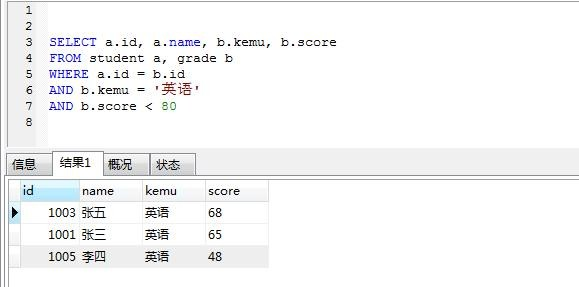 1
2
3 SELECT a.id, a.name, b.kemu, b.score
4 FROM student a, grade b
5 WHERE a.id = b.id
6 AND b.kemu = '英语'
7 AND b.score < 80
8
信息 结果1 概况 状态
id name kemu score
1003 张五 英语 68
1001 张三 英语 65
1005 李四 英语 48